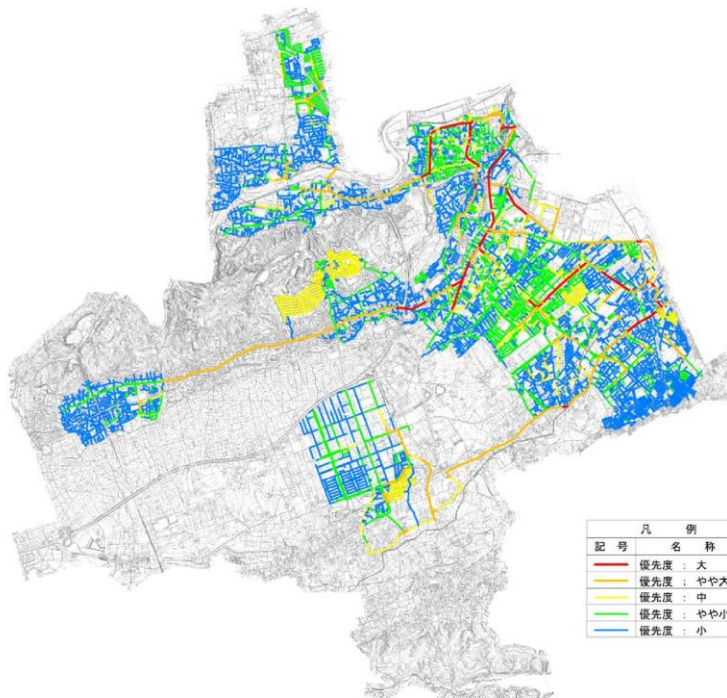 凡 例
記 号 名 称
優先度 : 大
優先度 : やや大
優先度 : 中
優先度 : やや小
優先度 : 小